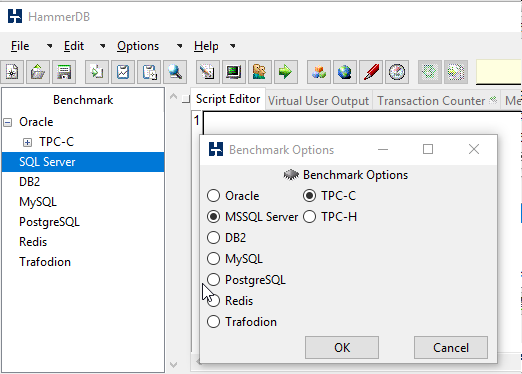 HammerDB
File Edit Options Help
Benchmark
Oracle
TPC-C
SQL Server
DB2
MySQL
PostgreSQL
Redis
Trafodion
Script Editor Virtual User Output Transaction Counter Me
1
Benchmark Options
Benchmark Options
Oracle TPC-C
MSSQL Server TPC-H
DB2
MySQL
PostgreSQL
Redis
Trafodion
OK Cancel